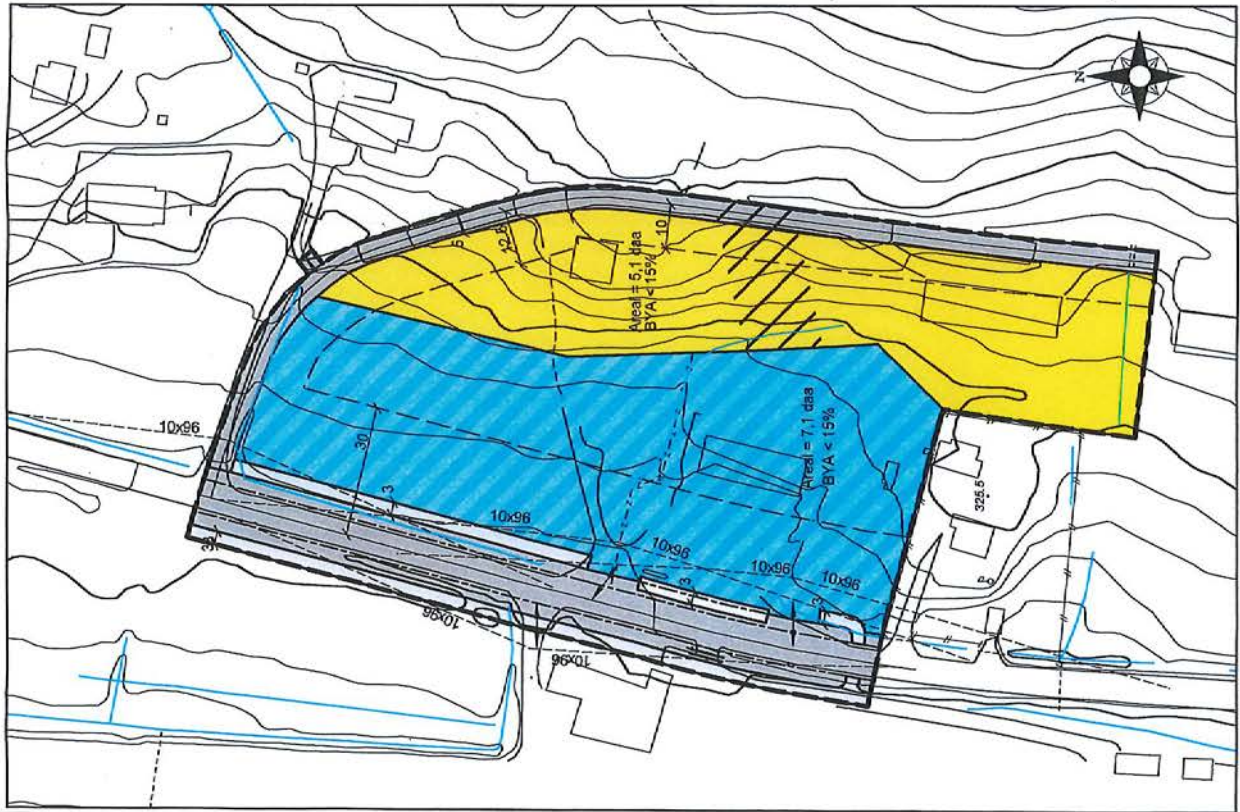 N
5
12.5
10
Areal = 5,1 daa
BYA < 15%
10x96
30
3
3
10x96
Areal = 7,1 daa
BYA < 15%
325.5
10x96
10x96
10x96
3
3
10x96
10x96